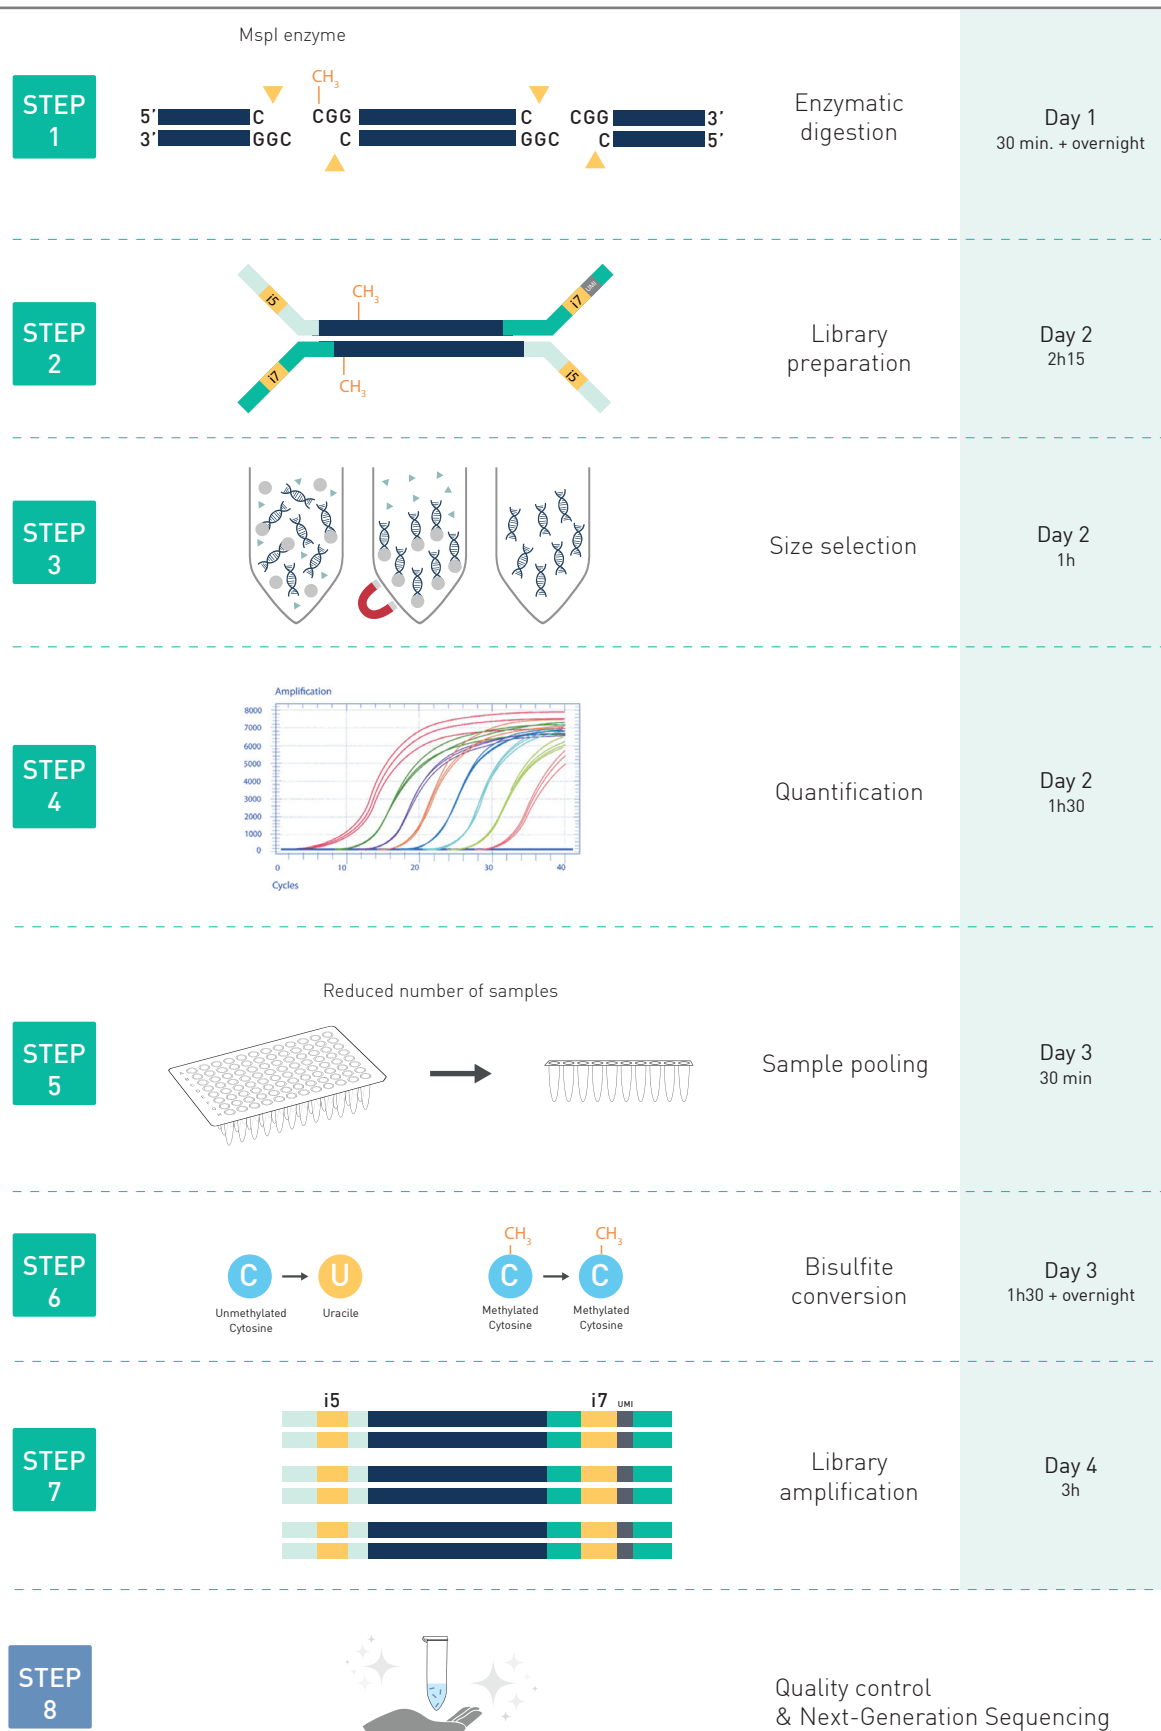 MspI enzyme
STEP
1
CH3
5' C CGG C CGG 3'
3' GGC C GGC C 5'
Enzymatic
digestion
Day 1
30 min. + overnight
STEP
2
i5 i7 UMI
CH3
i7 i5
CH3
Library
preparation
Day 2
2h15
STEP
3
Size selection
Day 2
1h
STEP
4
Amplification
8000
7000
6000
5000
4000
3000
2000
1000
0
0 10 20 30 40
Cycles
Quantification
Day 2
1h30
STEP
5
Reduced number of samples
Sample pooling
Day 3
30 min
STEP
6
CH3 CH3
C U C C
Unmethylated
Cytosine
Uracile
Methylated
Cytosine
Methylated
Cytosine
Bisulfite
conversion
Day 3
1h30 + overnight
STEP
7
i5 i7 UMI
Library
amplification
Day 4
3h
STEP
8
Quality control
& Next-Generation Sequencing